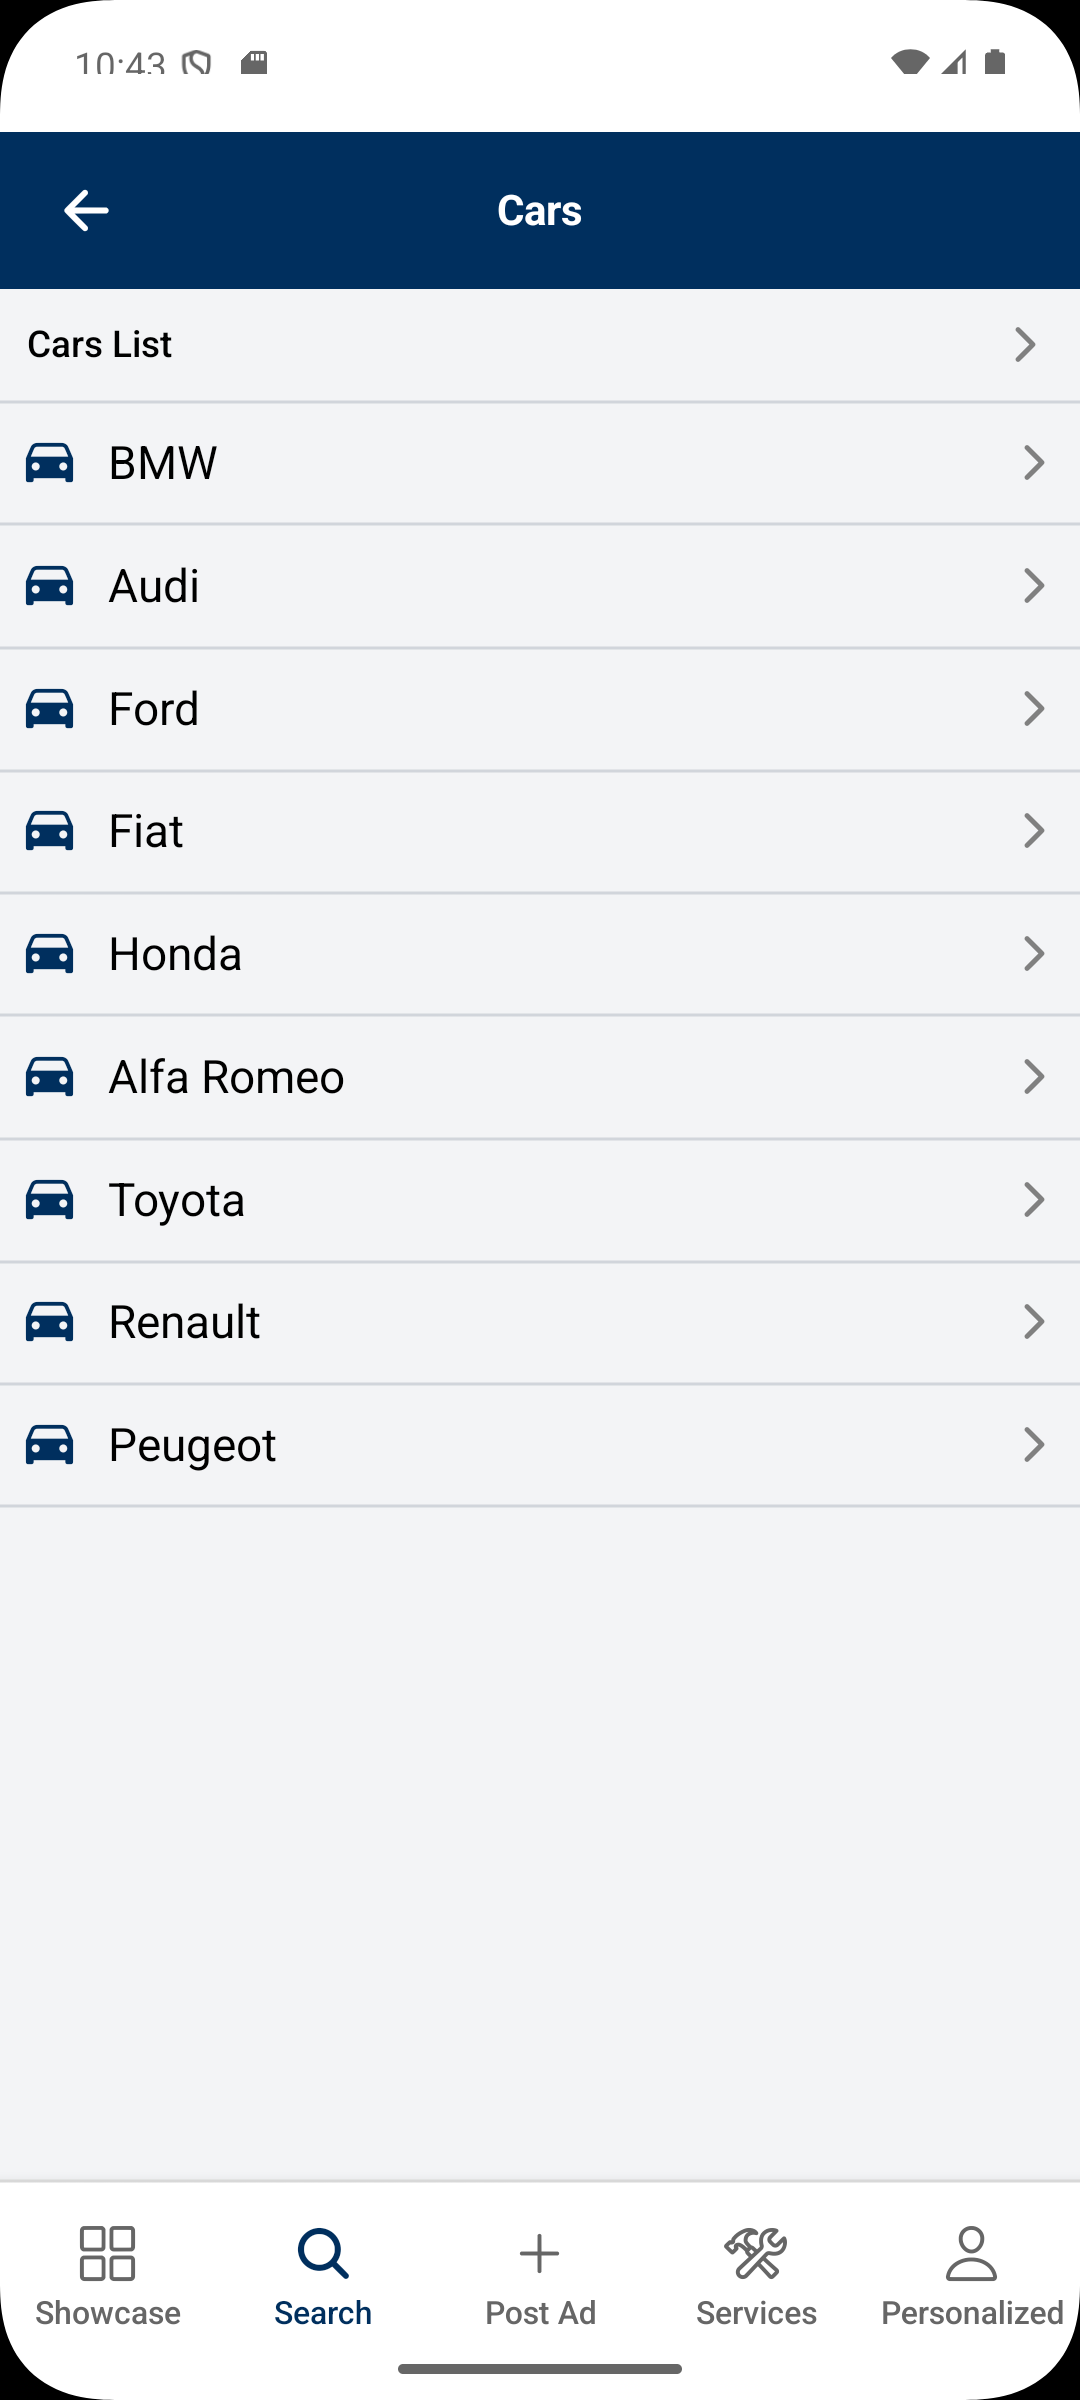 10:43
Cars
Cars List
BMW
Audi
Ford
Fiat
Honda
Alfa Romeo
Toyota
Renault
Peugeot
Showcase
Search
Post Ad
Services
Personalized